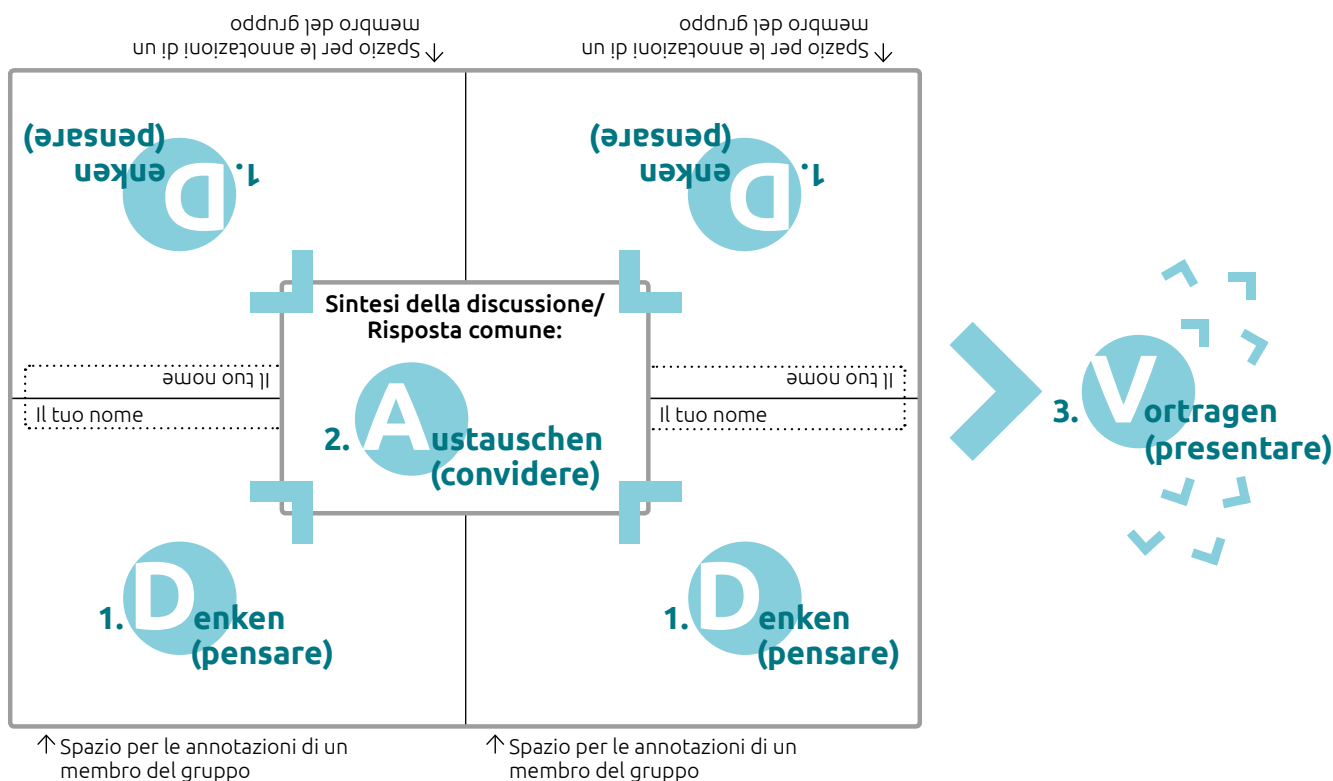 Spazio per le annotazioni di un
membro del gruppo
Spazio per le annotazioni di un
membro del gruppo
1. Denken
(pensare)
1. Denken
(pensare)
Sintesi della discussione/
Risposta comune:
Il tuo nome
Il tuo nome
Il tuo nome
Il tuo nome
2. Austauschen
(convidere)
3. Vortragen
(presentare)
1. Denken
(pensare)
1. Denken
(pensare)
Spazio per le annotazioni di un
membro del gruppo
Spazio per le annotazioni di un
membro del gruppo